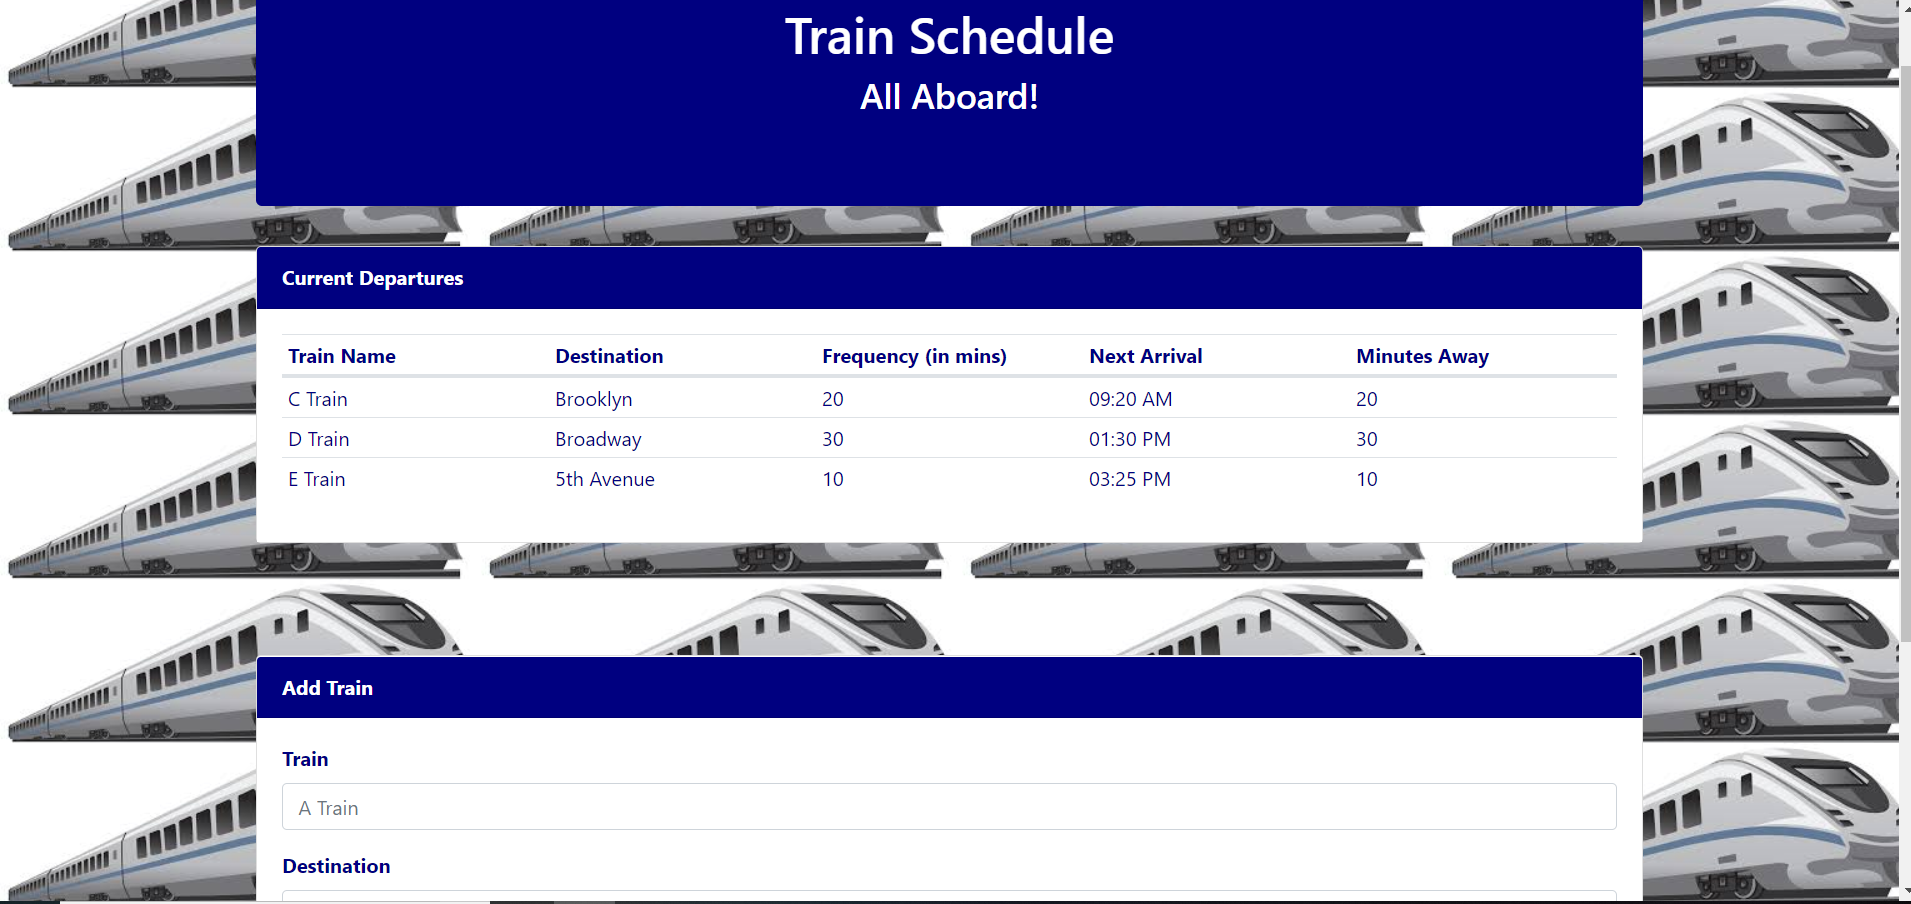 Train Schedule
All Aboard!
Current Departures
Train Name Destination Frequency (in mins) Next Arrival Minutes Away
C Train Brooklyn 20 09:20 AM 20
D Train Broadway 30 01:30 PM 30
E Train 5th Avenue 10 03:25 PM 10
Add Train
Train
A Train
Destination